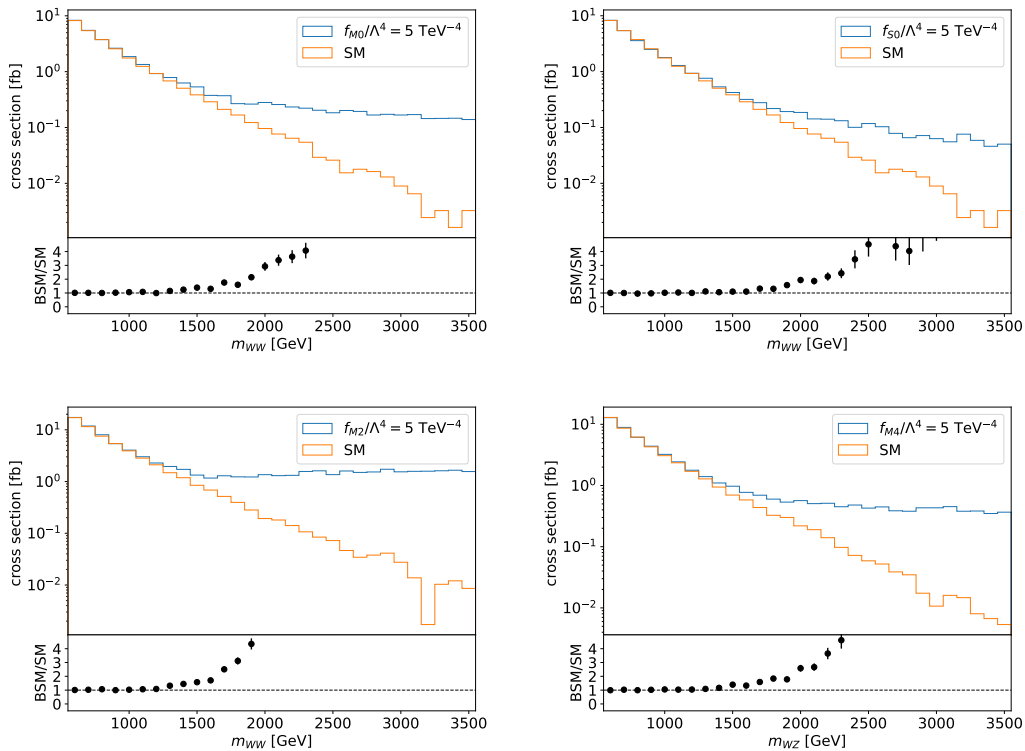 f_{M0}/Λ^4 = 5 TeV^{−4}
SM
cross section [fb]
10^1
10^0
10^{−1}
10^{−2}
BSM/SM
4
3
2
1
0
1000 1500 2000 2500 3000 3500
m_{WW} [GeV]
f_{S0}/Λ^4 = 5 TeV^{−4}
SM
cross section [fb]
10^1
10^0
10^{−1}
10^{−2}
BSM/SM
4
3
2
1
0
1000 1500 2000 2500 3000 3500
m_{WW} [GeV]
f_{M2}/Λ^4 = 5 TeV^{−4}
SM
cross section [fb]
10^1
10^0
10^{−1}
10^{−2}
BSM/SM
4
3
2
1
0
1000 1500 2000 2500 3000 3500
m_{WW} [GeV]
f_{M4}/Λ^4 = 5 TeV^{−4}
SM
cross section [fb]
10^1
10^0
10^{−1}
10^{−2}
BSM/SM
4
3
2
1
0
1000 1500 2000 2500 3000 3500
m_{WZ} [GeV]